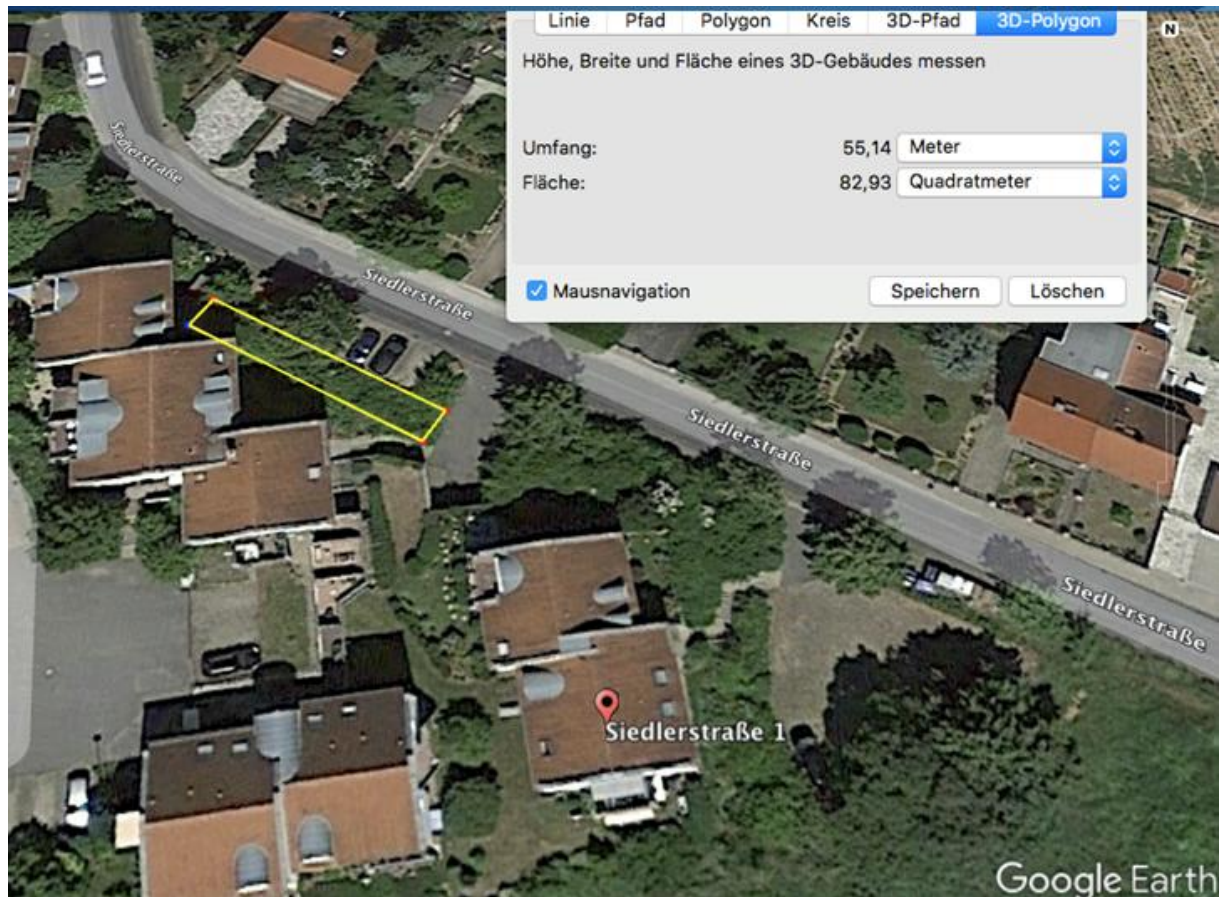 Linie Pfad Polygon Kreis 3D-Pfad 3D-Polygon
N
Höhe, Breite und Fläche eines 3D-Gebäudes messen
Umfang: 55,14 Meter
Fläche: 82,93 Quadratmeter
Mausnavigation Speichern Löschen
Siedlerstraße
Siedlerstraße
Siedlerstraße
Siedlerstraße
Siedlerstraße 1
Google Earth